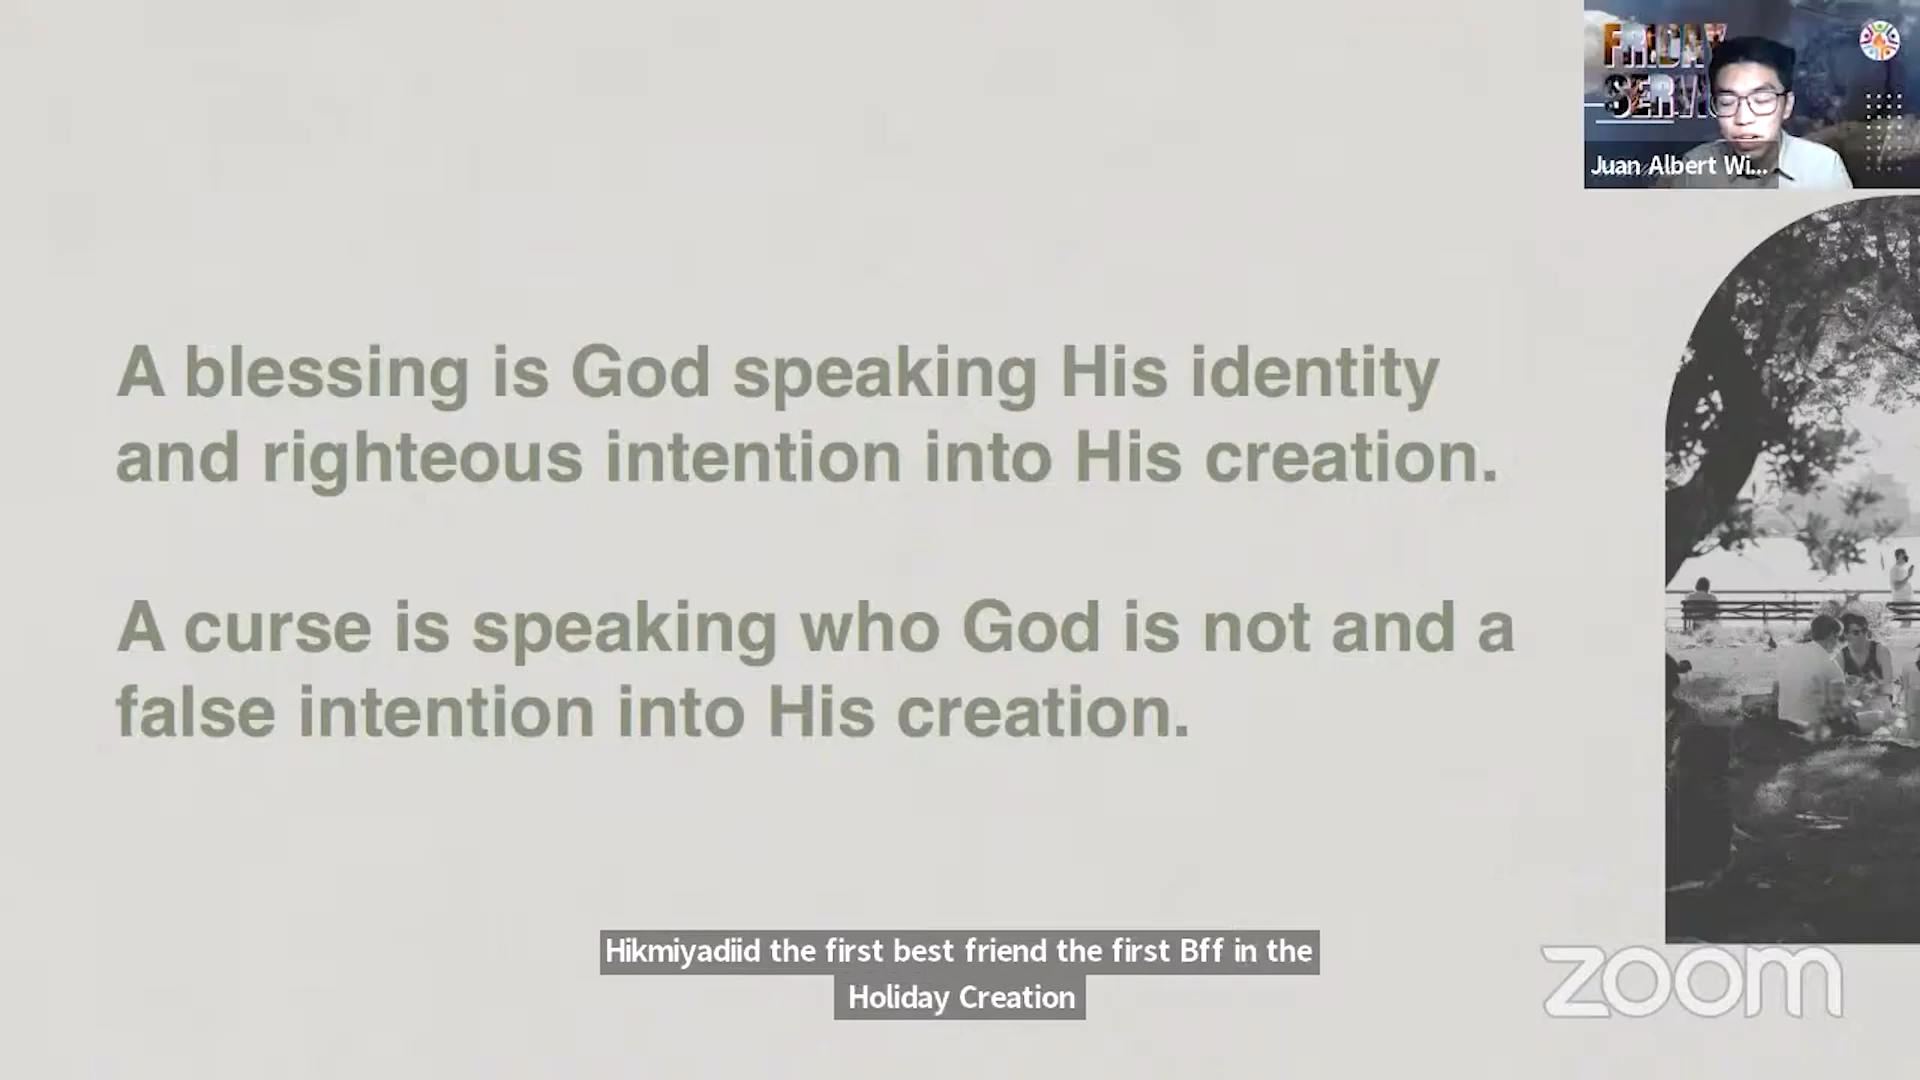 FRIDAY
SERVI
Juan Albert Wi...
A blessing is God speaking His identity
and righteous intention into His creation.
A curse is speaking who God is not and a
false intention into His creation.
Hikmiyadiid the first best friend the first Bff in the
Holiday Creation
zoom